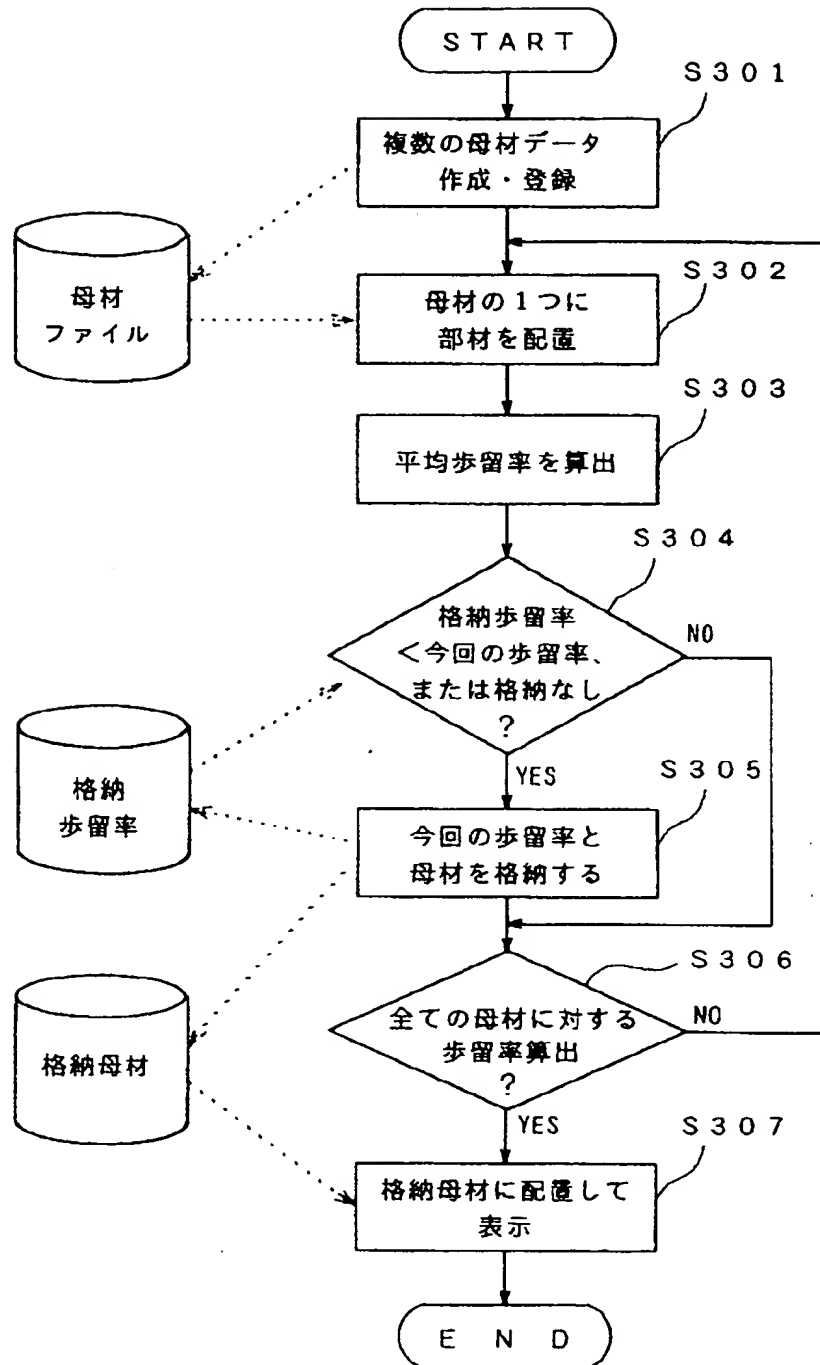 START
S301
複数の母材データ
作成・登録
S302
母材
ファイル
母材の1つに
部材を配置
S303
平均歩留率を算出
S304
格納歩留率
<今回の歩留率、
または格納なし
?
NO
YES
S305
格納
歩留率
今回の歩留率と
母材を格納する
S306
全ての母材に対する
歩留率算出
?
NO
格納母材
YES
S307
格納母材に配置して
表示
END